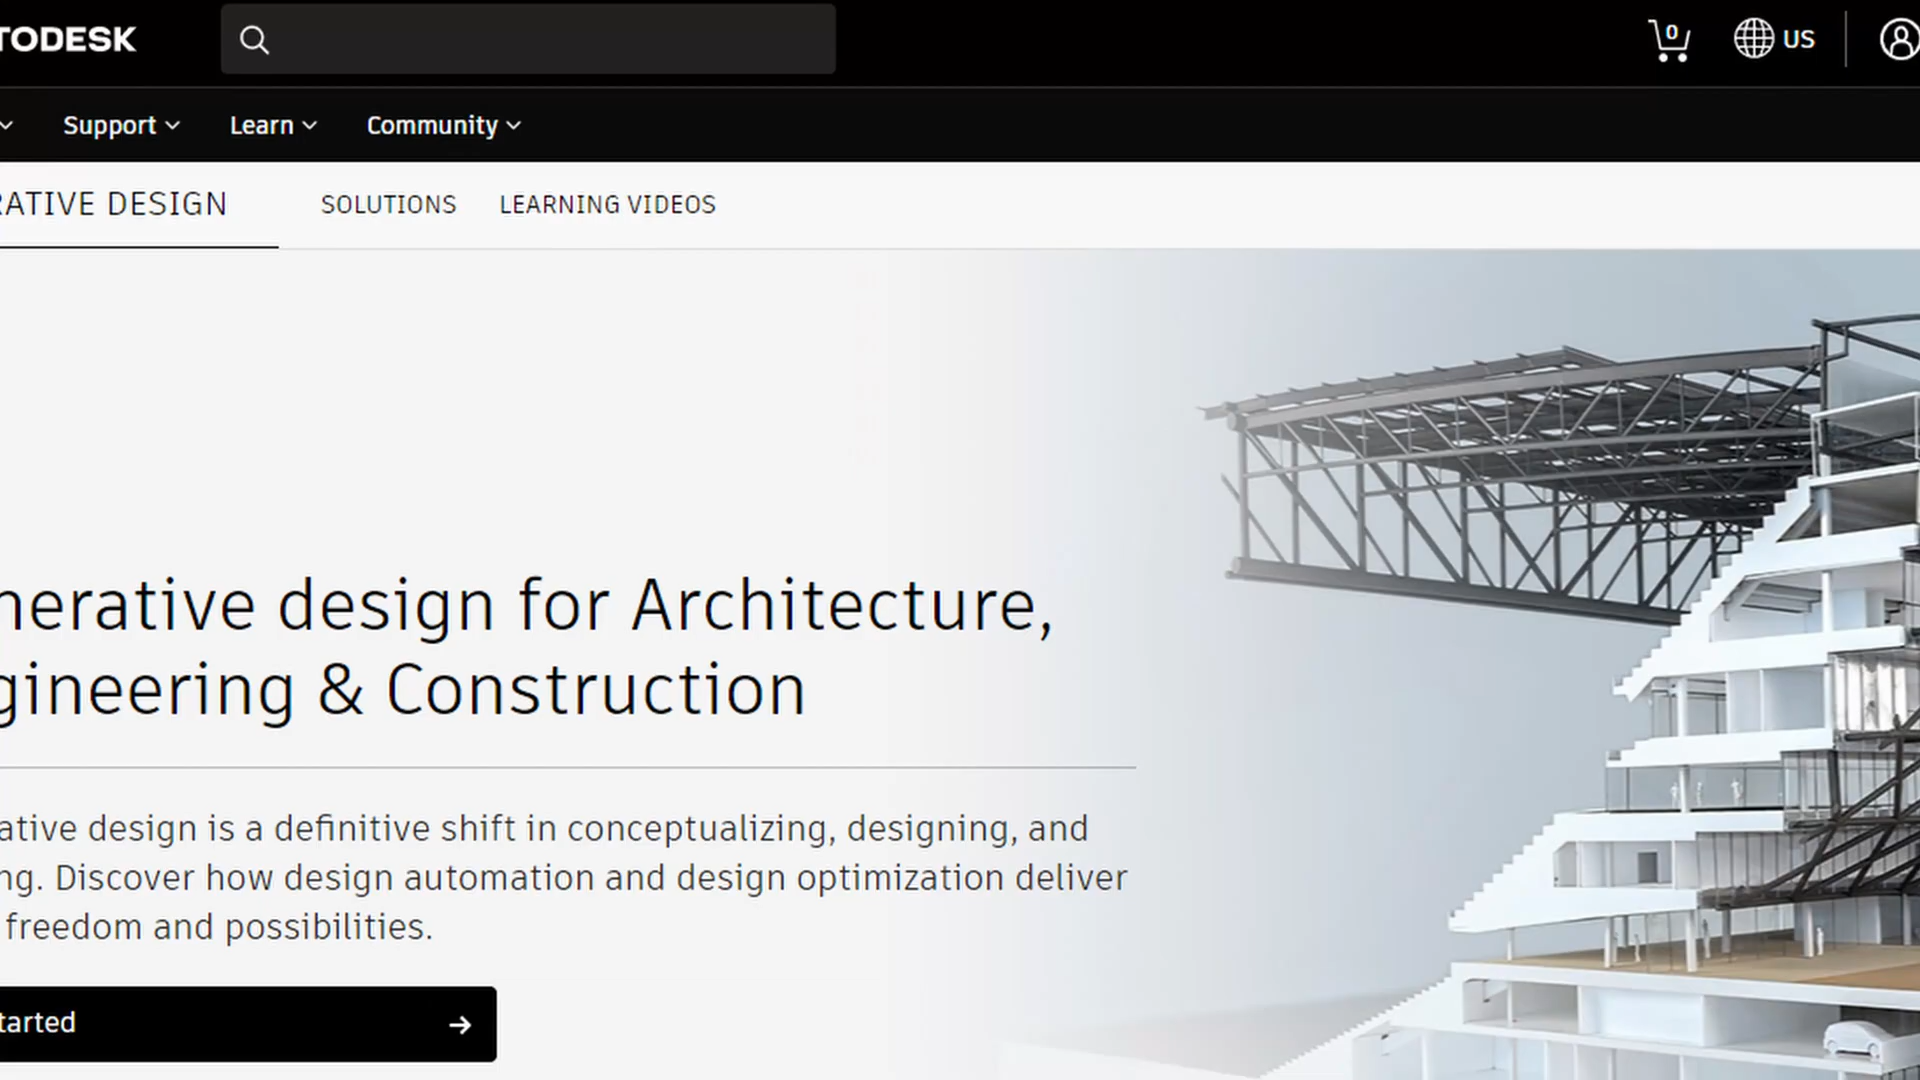 TODESK
0
US
Support
Learn
Community
RATIVE DESIGN
SOLUTIONS
LEARNING VIDEOS
nerative design for Architecture,
gineering & Construction
ative design is a definitive shift in conceptualizing, designing, and
ng. Discover how design automation and design optimization deliver
freedom and possibilities.
tarted